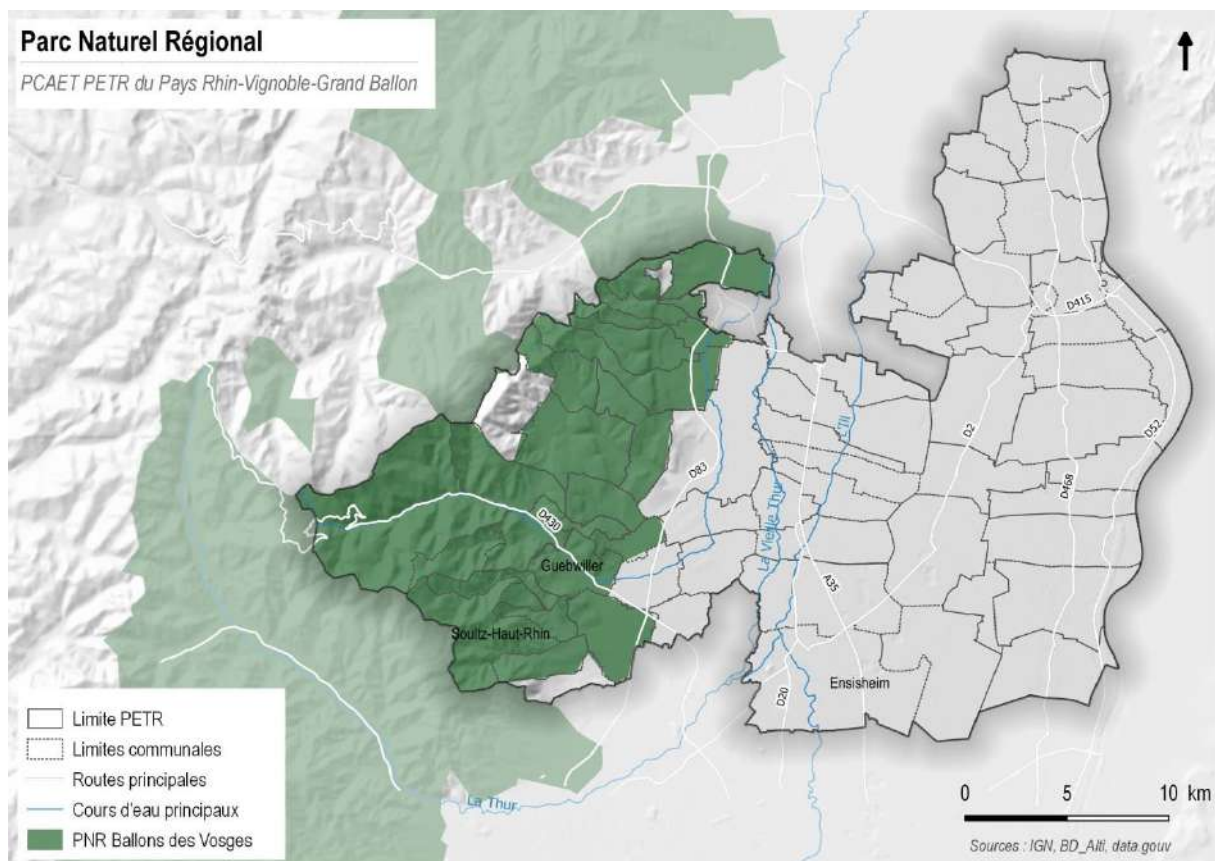 Parc Naturel Régional
PCAET PETR du Pays Rhin-Vignoble-Grand Ballon
D415
D2
D52
L'Ill
D83
D468
La Vieille Thur
D430
Guebwiller
A35
Soultz-Haut-Rhin
Ensisheim
D20
Limite PETR
Limites communales
Routes principales
Cours d'eau principaux
PNR Ballons des Vosges
La Thur
0 5 10 km
Sources : IGN, BD_Alti, data.gouv